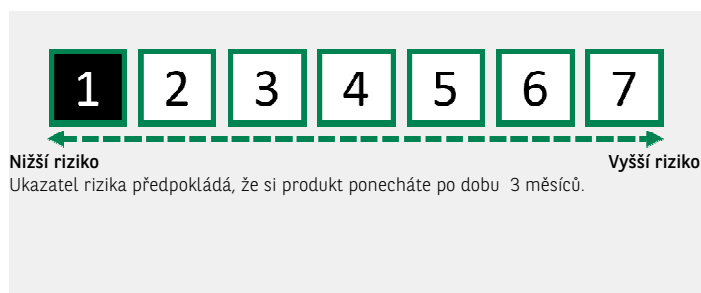 1 2 3 4 5 6 7
Nižší riziko Vyšší riziko
Ukazatel rizika předpokládá, že si produkt ponecháte po dobu 3 měsíců.